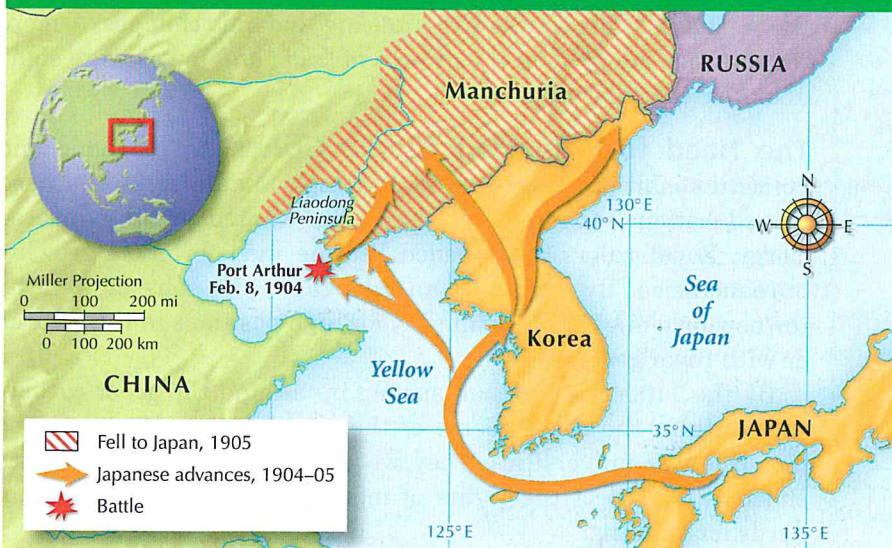 RUSSIA
Manchuria
Liaodong
Peninsula
130°E
40°N
N
W
E
S
Port Arthur
Feb. 8, 1904
Miller Projection
0 100 200 mi
0 100 200 km
Sea
of
Japan
Korea
Yellow
Sea
CHINA
35°N
JAPAN
Fell to Japan, 1905
Japanese advances, 1904–05
Battle
125°E
135°E